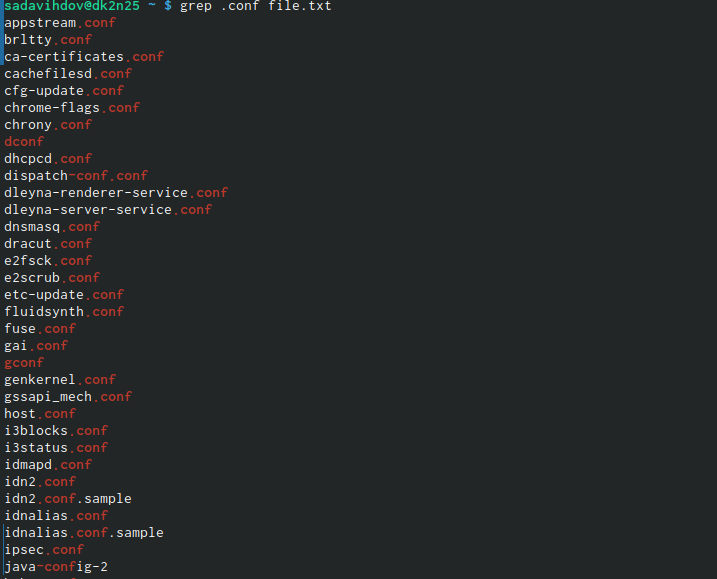 sadavihdov@dk2n25 ~ $ grep .conf file.txt
appstream.conf
brltty.conf
ca-certificates.conf
cachefilesd.conf
cfg-update.conf
chrome-flags.conf
chrony.conf
dconf
dhcpcd.conf
dispatch-conf.conf
dleyna-renderer-service.conf
dleyna-server-service.conf
dnsmasq.conf
dracut.conf
e2fsck.conf
e2scrub.conf
etc-update.conf
fluidsynth.conf
fuse.conf
gai.conf
gconf
genkernel.conf
gssapi_mech.conf
host.conf
i3blocks.conf
i3status.conf
idmapd.conf
idn2.conf
idn2.conf.sample
idnalias.conf
idnalias.conf.sample
ipsec.conf
java-config-2